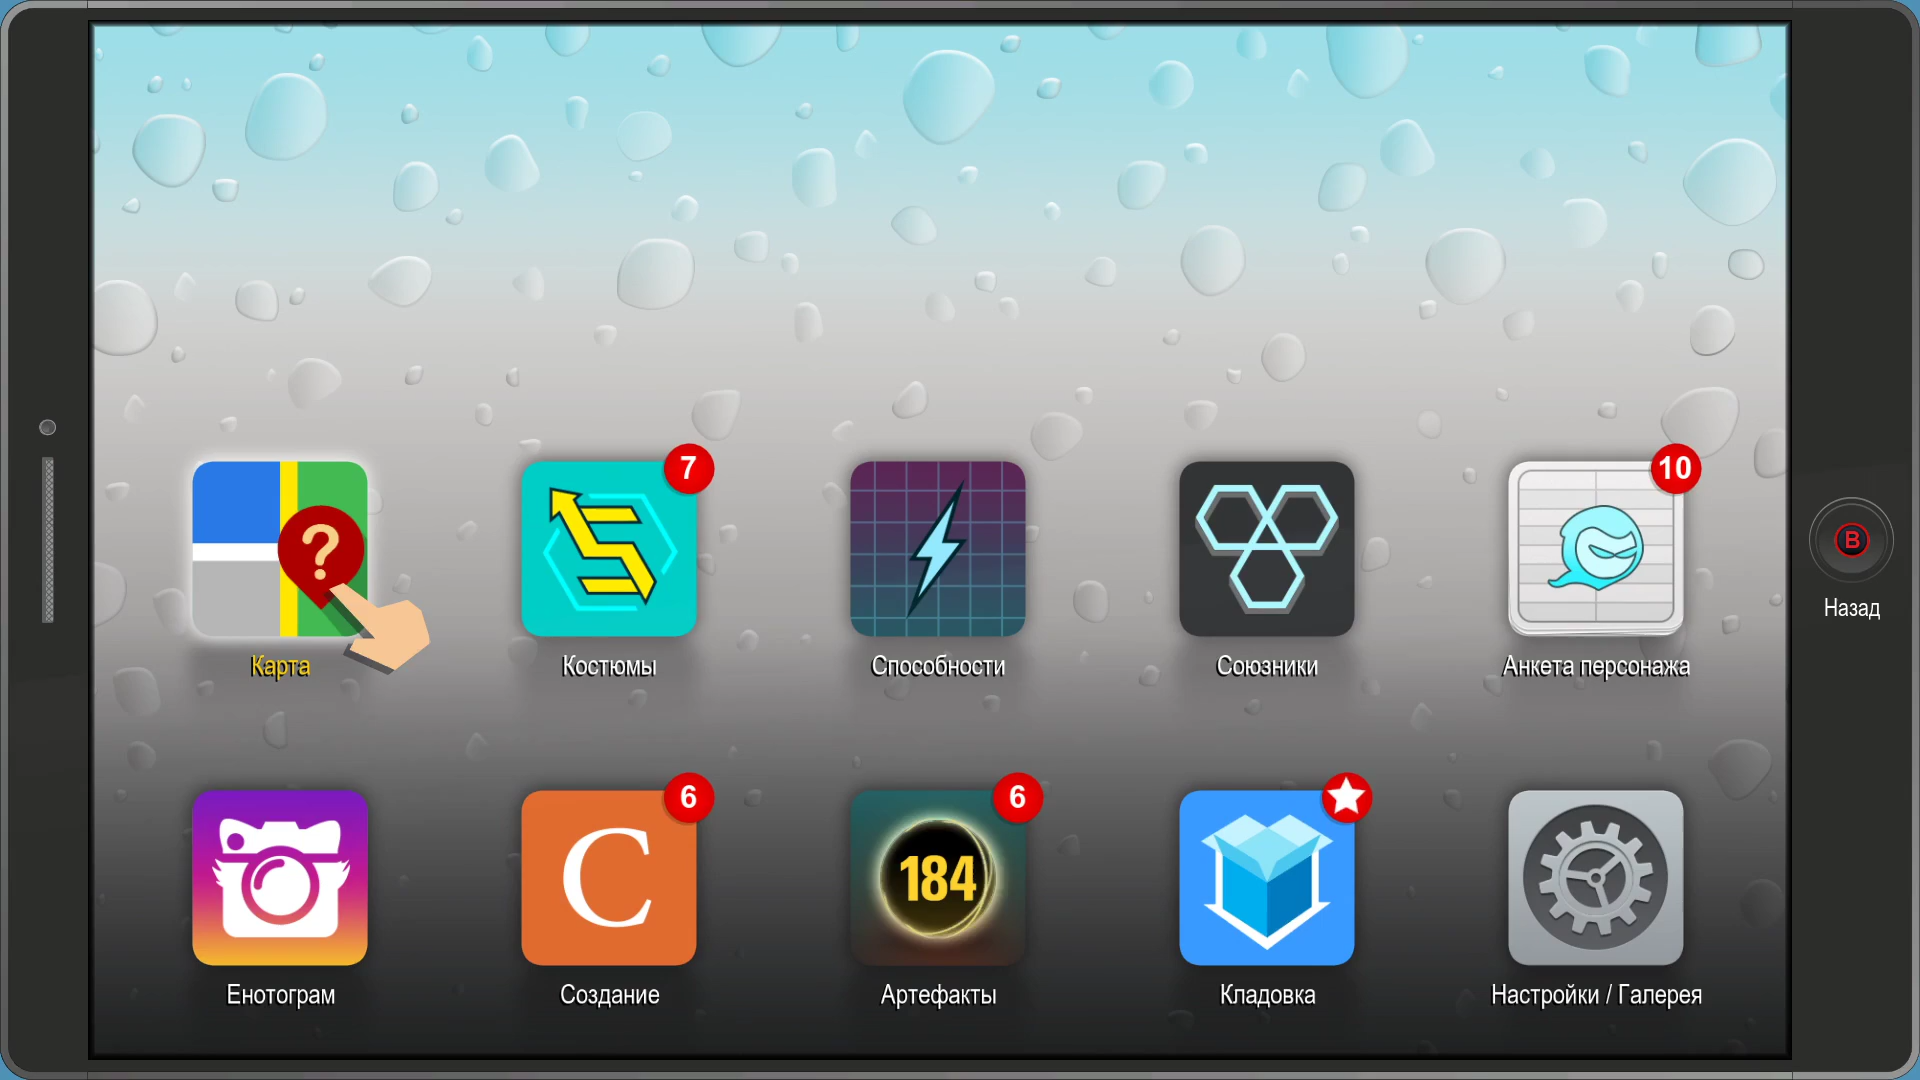 7
10
?
B
Назад
Карта
Костюмы
Способности
Союзники
Анкета персонажа
6
6
C
184
Енотограм
Создание
Артефакты
Кладовка
Настройки / Галерея